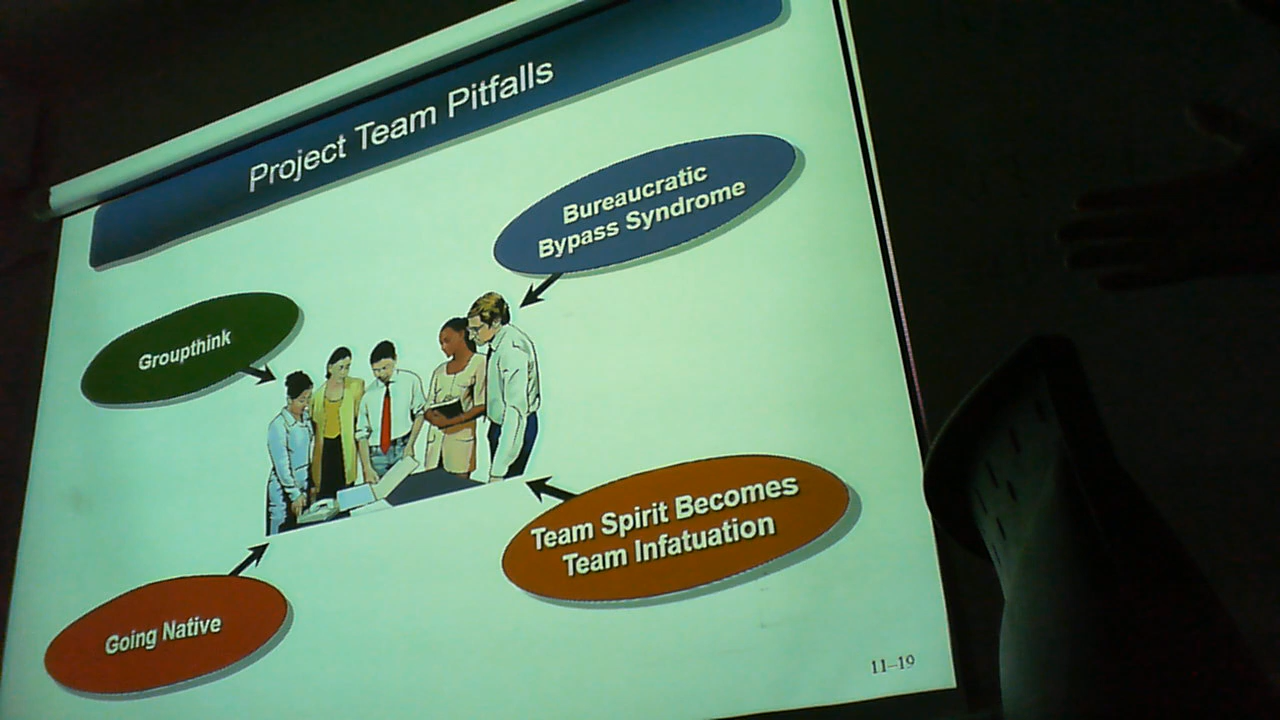 Project Team Pitfalls
Bureaucratic
Bypass Syndrome
Groupthink
Team Spirit Becomes
Team Infatuation
Going Native
11–19